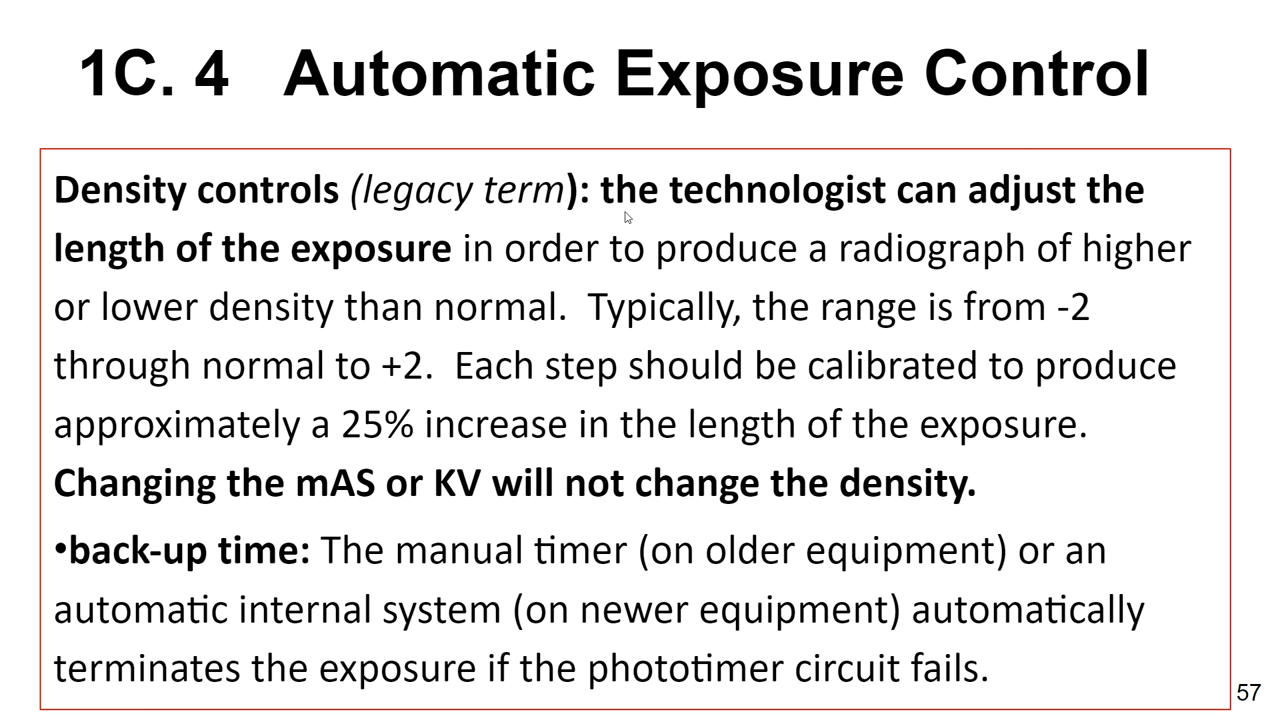 1C. 4 Automatic Exposure Control
Density controls (legacy term): the technologist can adjust the
length of the exposure in order to produce a radiograph of higher
or lower density than normal. Typically, the range is from -2
through normal to +2. Each step should be calibrated to produce
approximately a 25% increase in the length of the exposure.
Changing the mAS or KV will not change the density.
•back-up time: The manual timer (on older equipment) or an
automatic internal system (on newer equipment) automatically
terminates the exposure if the phototimer circuit fails.
57